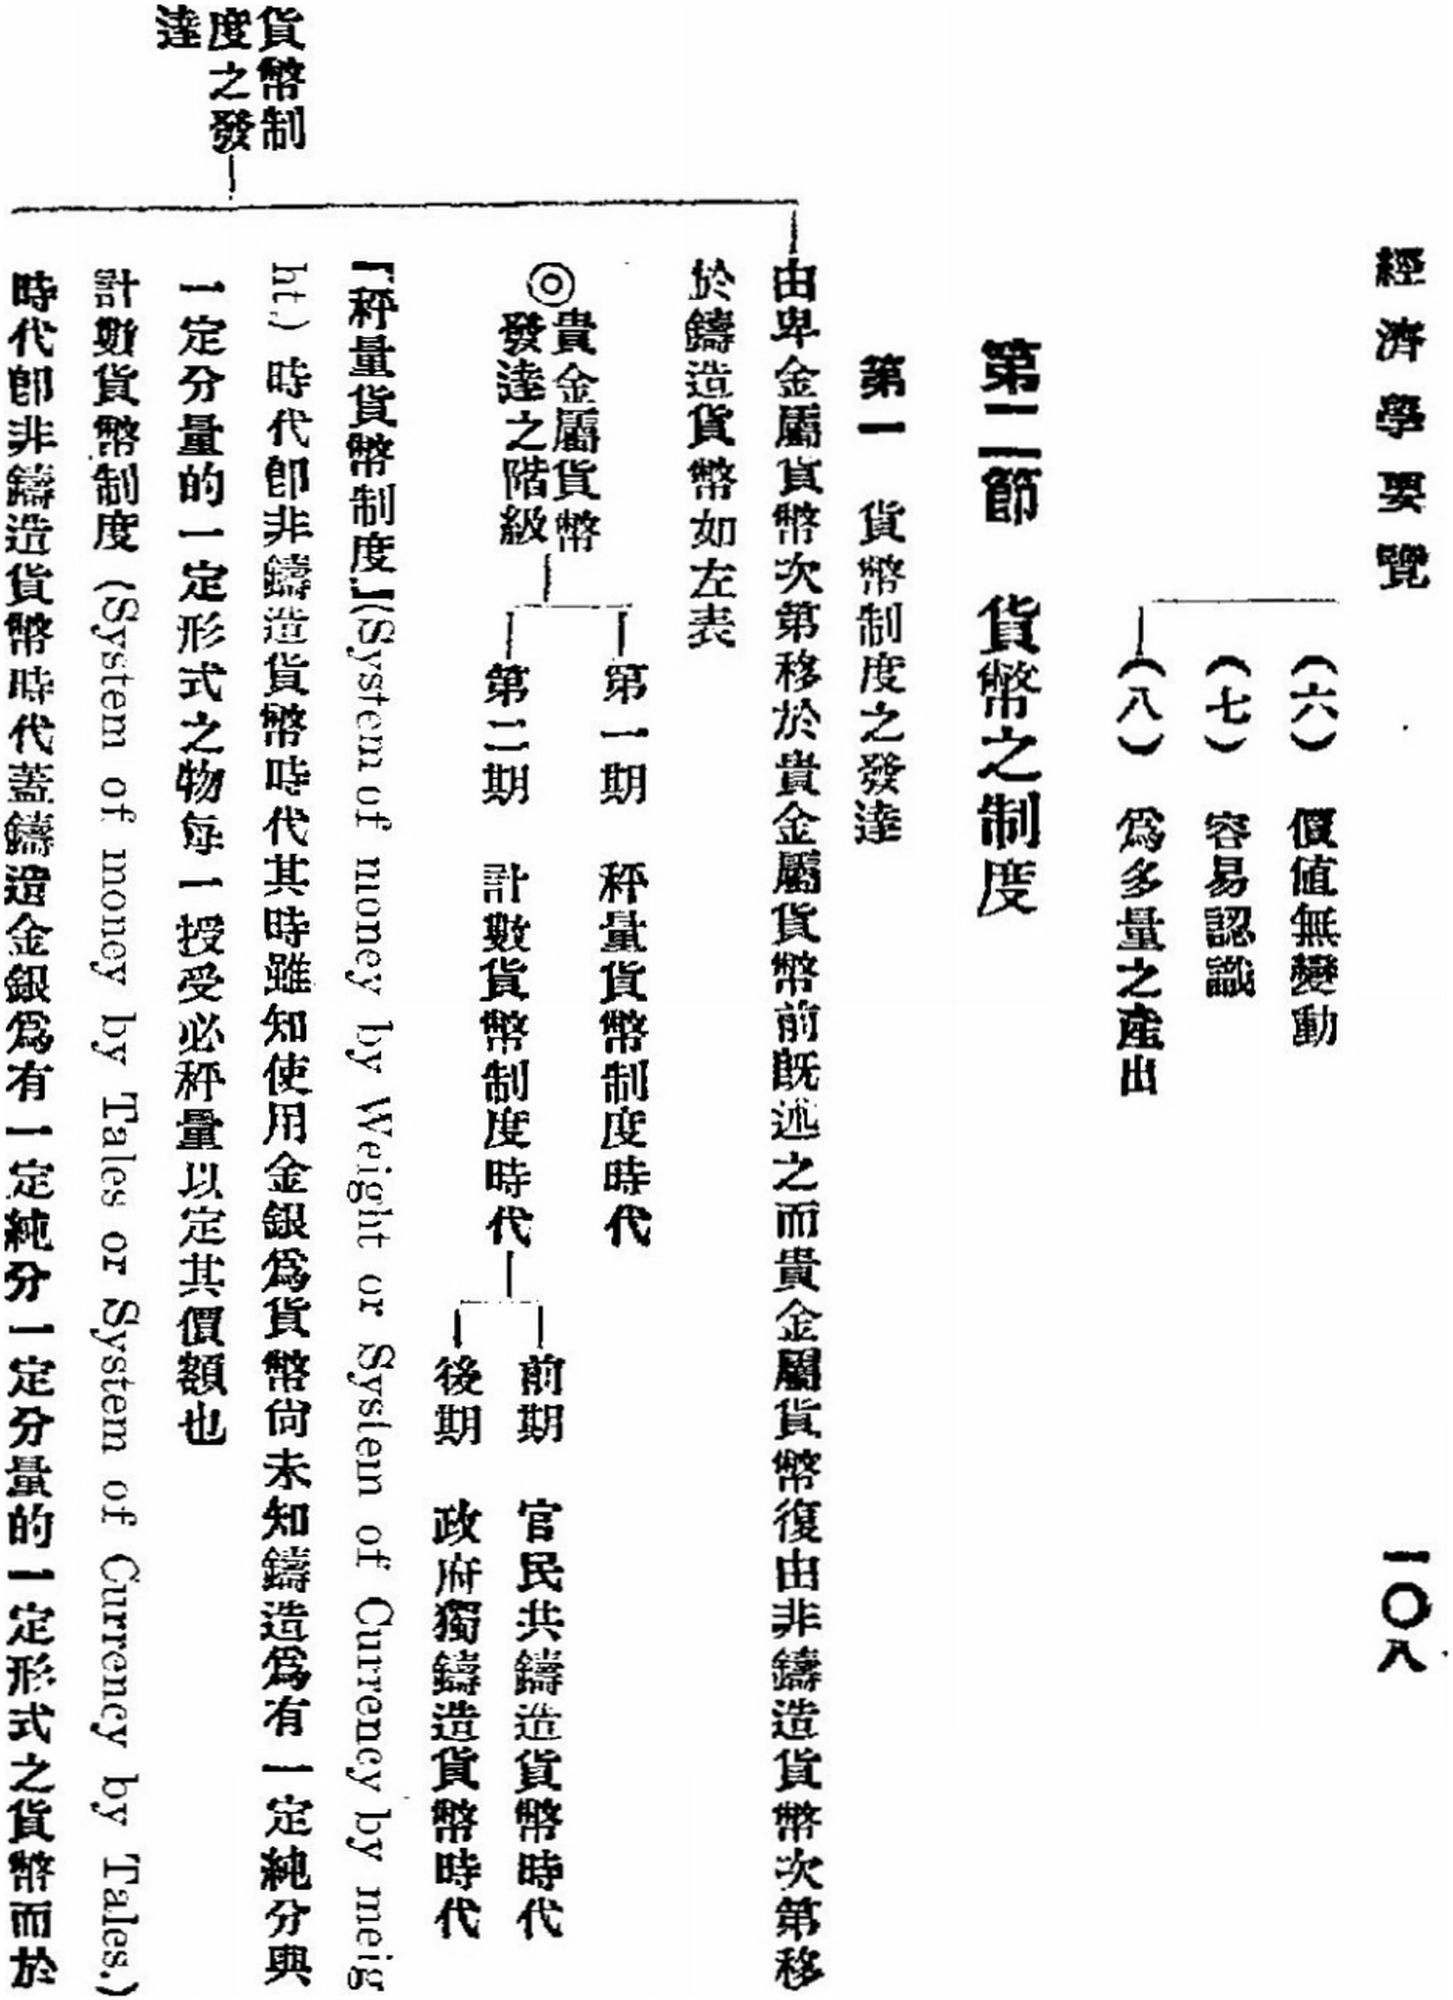 經濟學要覽
一〇八
(六) 價值無變動
(七) 容易認識
(八) 爲多量之產出
第二節 貨幣之制度
第一 貨幣制度之發達
貨幣制
度之發
達
由卑金屬貨幣次第移於貴金屬貨幣前既述之而貴金屬貨幣復由非鑄造貨幣次第移
於鑄造貨幣如左表
◎貴金屬貨幣
發達之階級
第一期 秤量貨幣制度時代
第二期 計數貨幣制度時代
前期 官民共鑄造貨幣時代
後期 政府獨鑄造貨幣時代
「秤量貨幣制度」(System of money by Weight or System of Currency by meig
ht.) 時代卽非鑄造貨幣時代其時雖知使用金銀爲貨幣尙未知鑄造爲有一定純分與
一定分量的一定形式之物每一授受必秤量以定其價額也
計數貨幣制度 (System of money by Tales or System of Currency by Tales.)
時代卽非鑄造貨幣時代蓋鑄造金銀爲有一定純分一定分量的一定形式之貨幣而於